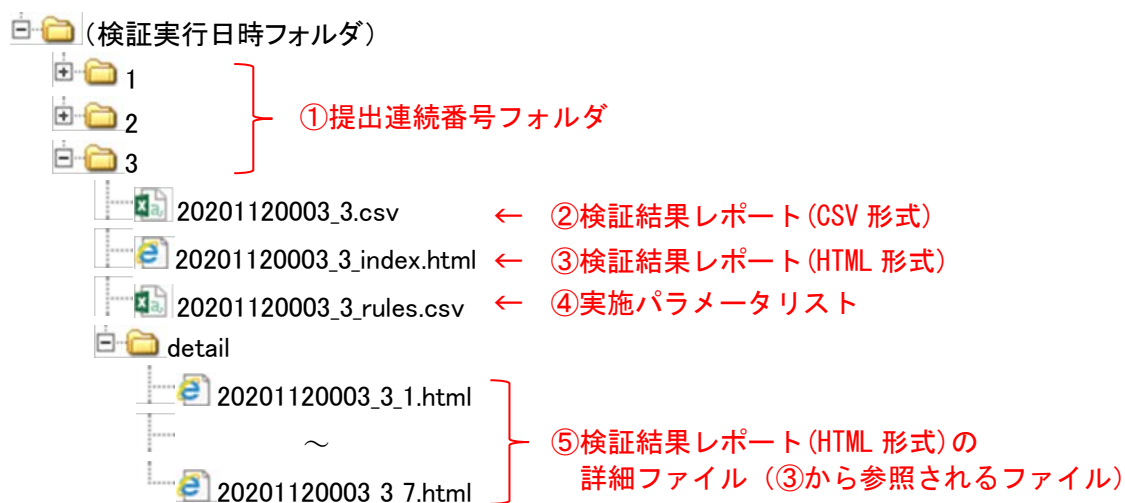 (検証実行日時フォルダ)
1
2
①提出連続番号フォルダ
3
20201120003_3.csv ← ②検証結果レポート(CSV 形式)
20201120003_3_index.html ← ③検証結果レポート(HTML 形式)
20201120003_3_rules.csv ← ④実施パラメータリスト
detail
20201120003_3_1.html
~
⑤検証結果レポート(HTML 形式)の
詳細ファイル(③から参照されるファイル)
20201120003_3_7.html